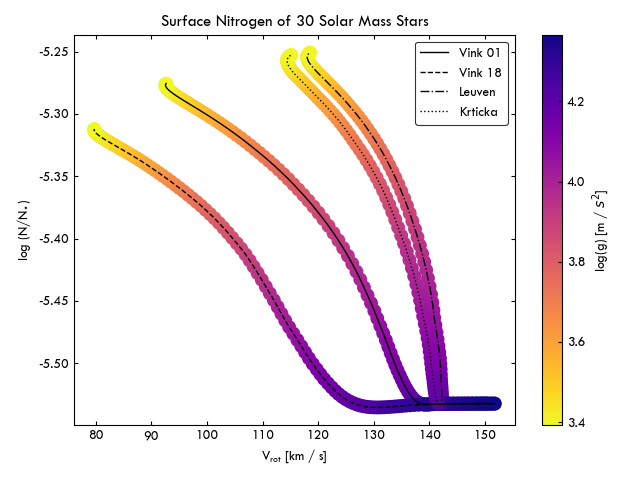 Surface Nitrogen of 30 Solar Mass Stars
Vink 01
Vink 18
Leuven
Krticka
log (N/N⋆)
-5.25
-5.30
-5.35
-5.40
-5.45
-5.50
80 90 100 110 120 130 140 150
V_rot [km / s]
4.2
4.0
3.8
3.6
3.4
log(g) [m / s²]